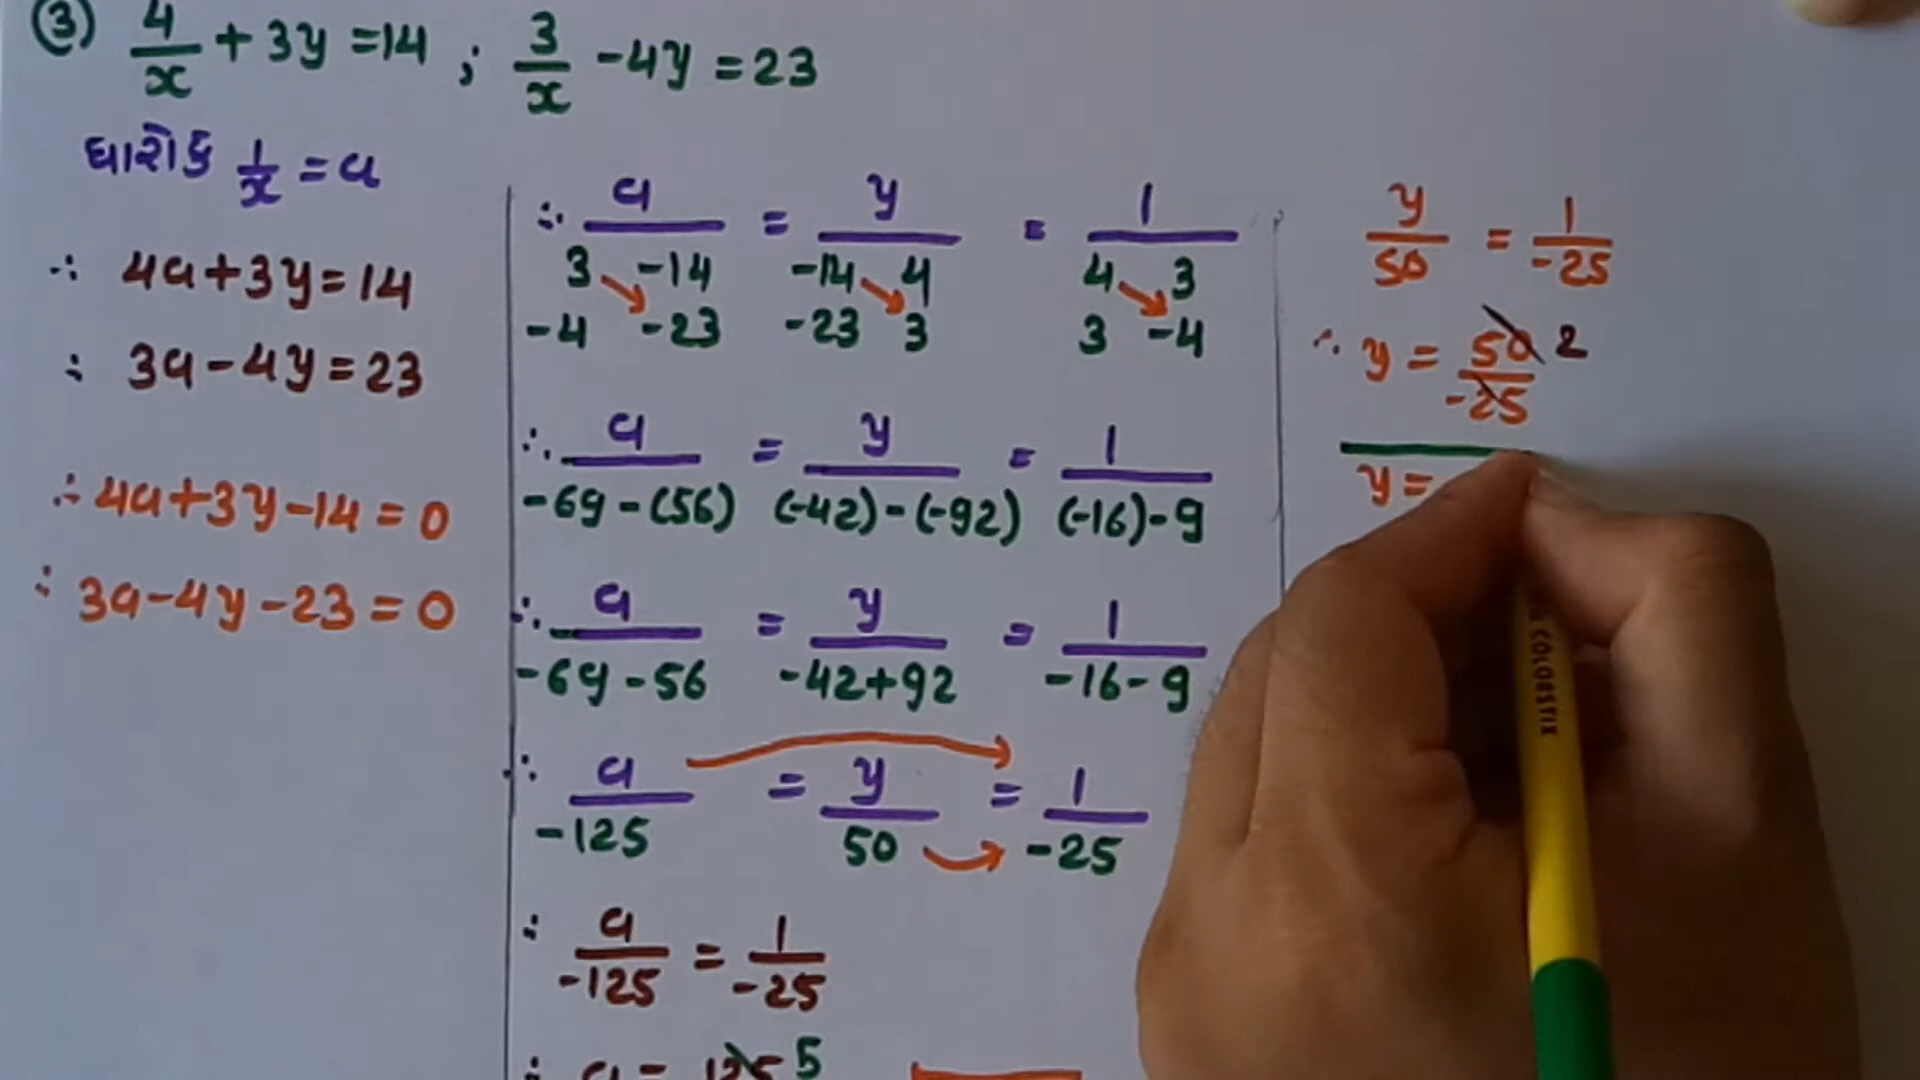 ③ 4/x + 3y = 14 ; 3/x - 4y = 23
ધારોકે 1/x = a
∴ 4a + 3y = 14
∴ 3a - 4y = 23
∴ 4a + 3y - 14 = 0
∴ 3a - 4y - 23 = 0
∴ a = y = 1
3 -14 -14 4 4 3
-4 -23 -23 3 3 -4
∴ a/(-69-(56)) = y/((-42)-(-92)) = 1/((-16)-9)
∴ a/(-69-56) = y/(-42+92) = 1/(-16-9)
∴ a/-125 = y/50 = 1/-25
∴ a/-125 = 1/-25
∴ a = 125 5
y/50 = 1/-25
∴ y = 50/-25 2
y =
COLORSTIX